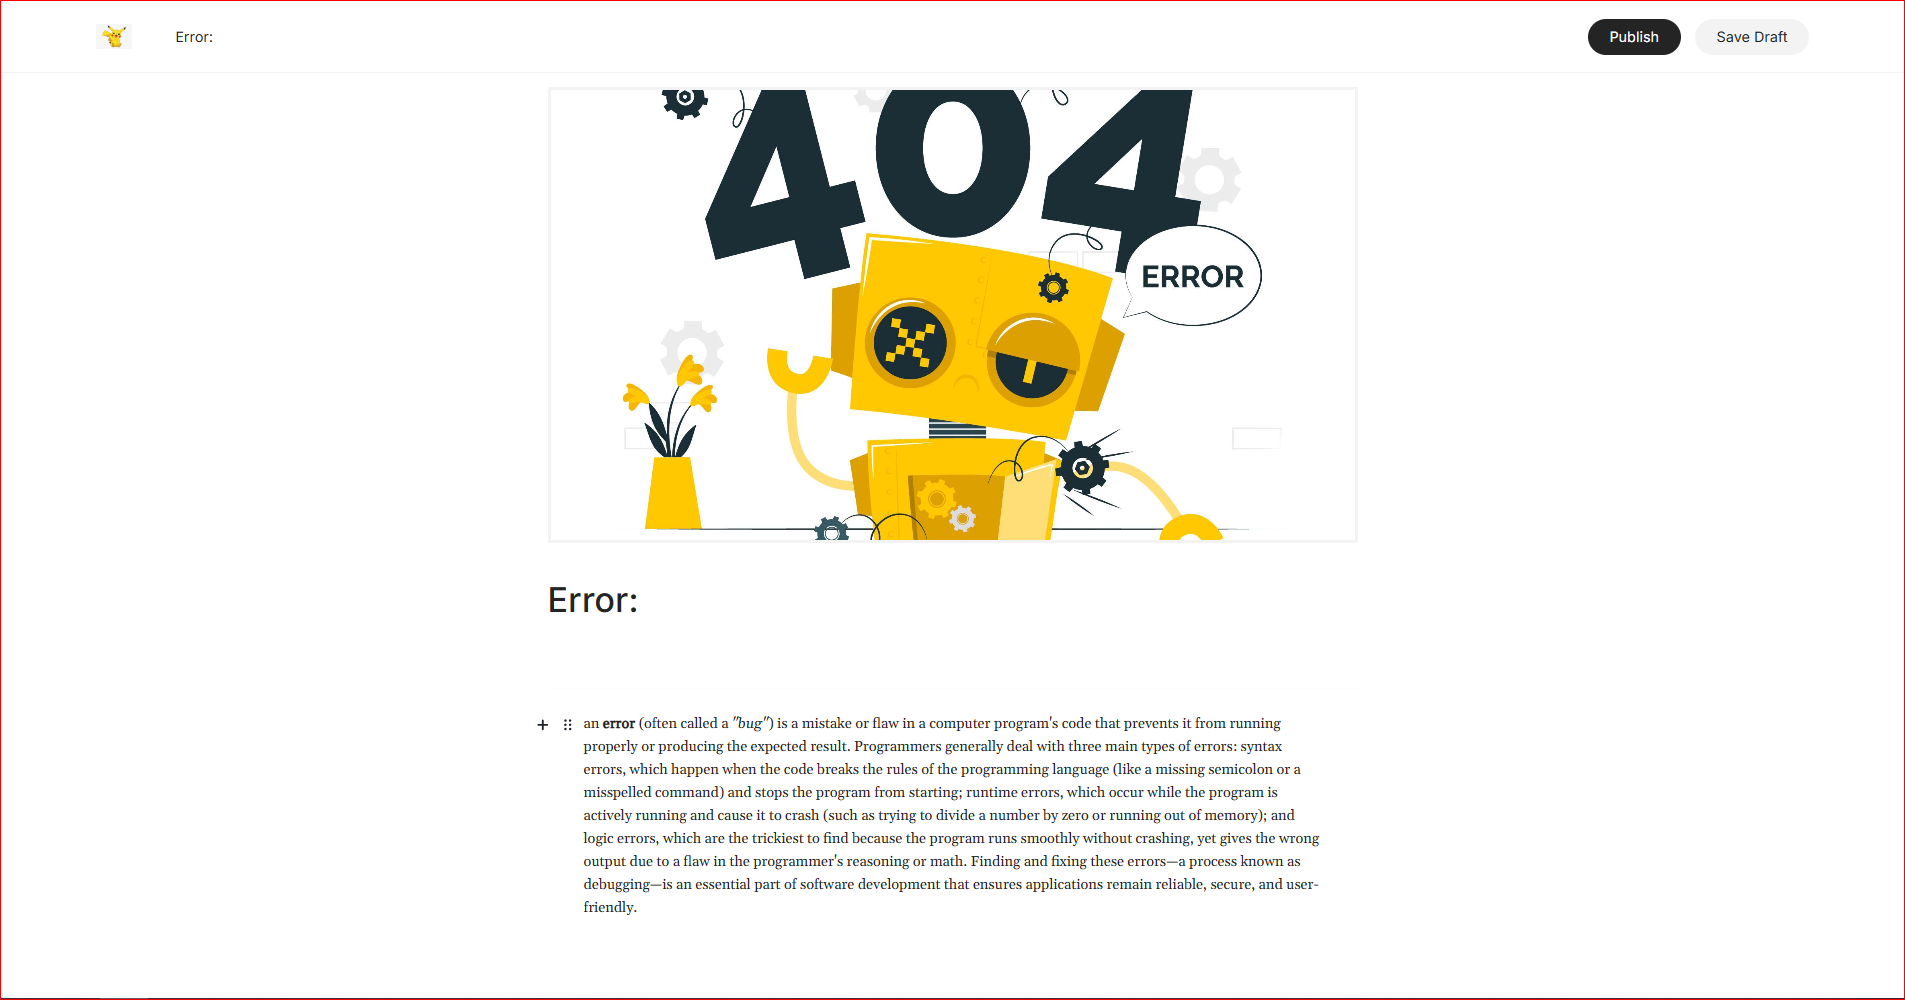 Error:
Publish
Save Draft
404
ERROR
Error:
an error (often called a "bug") is a mistake or flaw in a computer program's code that prevents it from running
properly or producing the expected result. Programmers generally deal with three main types of errors: syntax
errors, which happen when the code breaks the rules of the programming language (like a missing semicolon or a
misspelled command) and stops the program from starting; runtime errors, which occur while the program is
actively running and cause it to crash (such as trying to divide a number by zero or running out of memory); and
logic errors, which are the trickiest to find because the program runs smoothly without crashing, yet gives the wrong
output due to a flaw in the programmer's reasoning or math. Finding and fixing these errors—a process known as
debugging—is an essential part of software development that ensures applications remain reliable, secure, and user-
friendly.